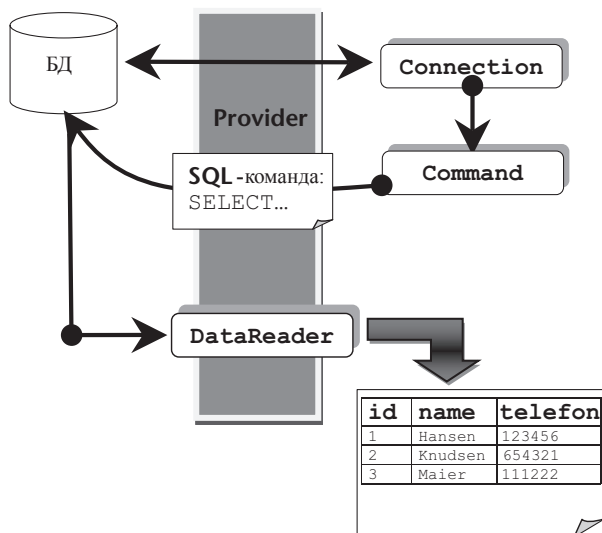 БД
Connection
Provider
SQL-команда:
SELECT…
Command
DataReader
id name telefon
1 Hansen 123456
2 Knudsen 654321
3 Maier 111222